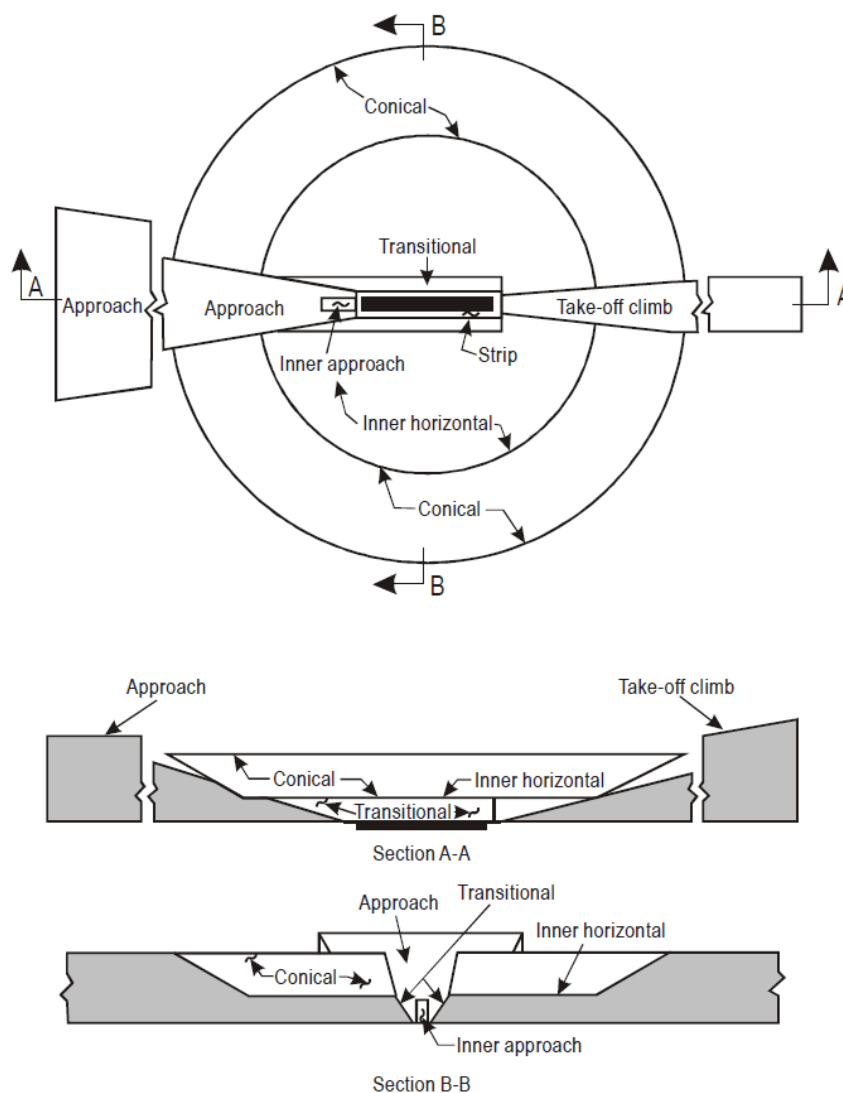 B
Conical
Transitional
A
Approach
Approach
Take-off climb
A
Inner approach
Strip
Inner horizontal
Conical
B
Approach
Take-off climb
Conical
Inner horizontal
Transitional
Section A-A
Transitional
Approach
Inner horizontal
Conical
Inner approach
Section B-B